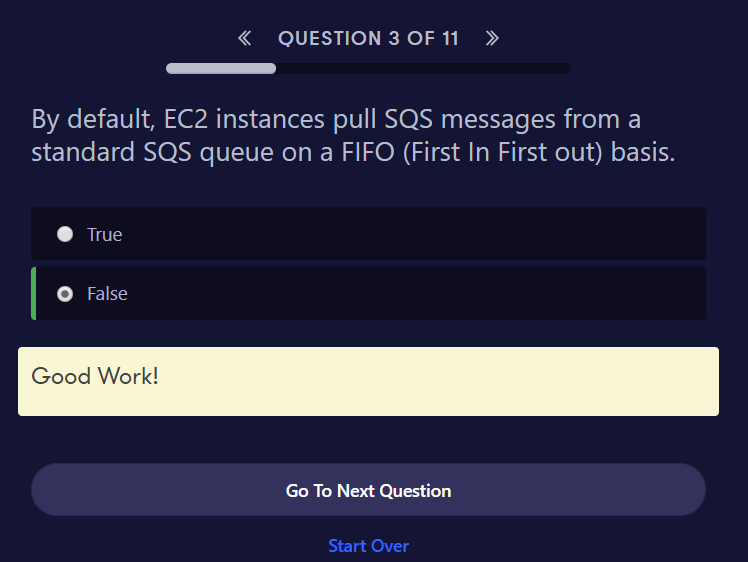 QUESTION 3 OF 11
By default, EC2 instances pull SQS messages from a
standard SQS queue on a FIFO (First In First out) basis.
True
False
Good Work!
Go To Next Question
Start Over